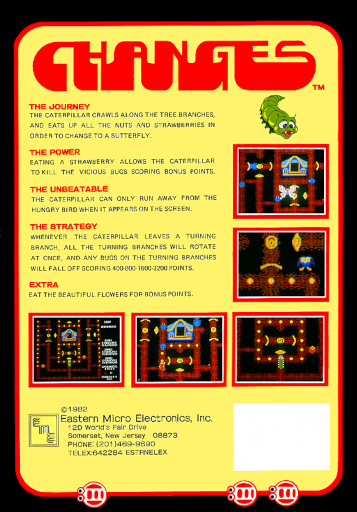 CHANGES
TM
THE JOURNEY
THE CATERPILLAR CRAWLS ALONG THE TREE BRANCHES,
AND EATS UP ALL THE NUTS AND STRAWBERRIES IN
ORDER TO CHANGE TO A BUTTERFLY.
THE POWER
EATING A STRAWBERRY ALLOWS THE CATERPILLAR
TO KILL THE VICIOUS BUGS SCORING BONUS POINTS.
THE UNBEATABLE
THE CATERPILLAR CAN ONLY RUN AWAY FROM THE
HUNGRY BIRD WHEN IT APPEARS ON THE SCREEN.
THE STRATEGY
WHENEVER THE CATERPILLAR LEAVES A TURNING
BRANCH, ALL THE TURNING BRANCHES WILL ROTATE
AT ONCE, AND ANY BUGS ON THE TURNING BRANCHES
WILL FALL OFF SCORING 400-800-1600-3200 POINTS.
EXTRA
EAT THE BEAUTIFUL FLOWERS FOR BONUS POINTS.
©1982
EME
Eastern Micro Electronics, Inc.
12D World's Fair Drive
Somerset, New Jersey 08873
PHONE: (201)469-9690
TELEX:642284 ESTRNELEX